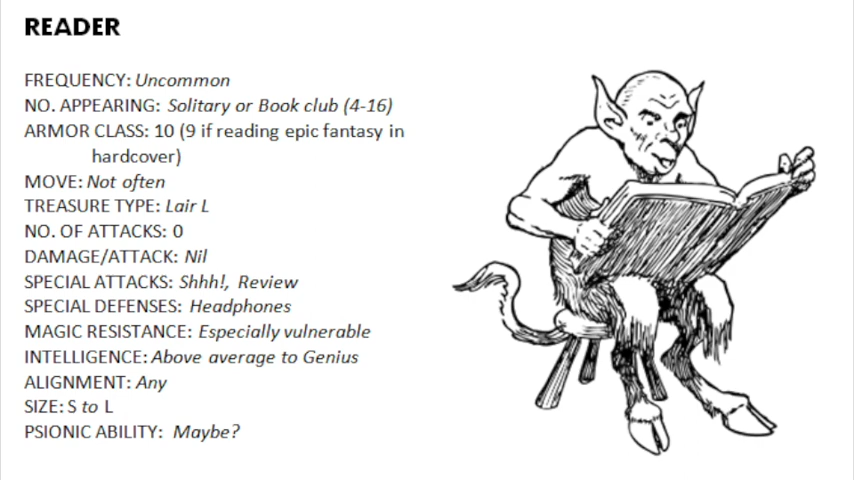 READER
FREQUENCY: Uncommon
NO. APPEARING: Solitary or Book club (4-16)
ARMOR CLASS: 10 (9 if reading epic fantasy in
hardcover)
MOVE: Not often
TREASURE TYPE: Lair L
NO. OF ATTACKS: 0
DAMAGE/ATTACK: Nil
SPECIAL ATTACKS: Shhh!, Review
SPECIAL DEFENSES: Headphones
MAGIC RESISTANCE: Especially vulnerable
INTELLIGENCE: Above average to Genius
ALIGNMENT: Any
SIZE: S to L
PSIONIC ABILITY: Maybe?